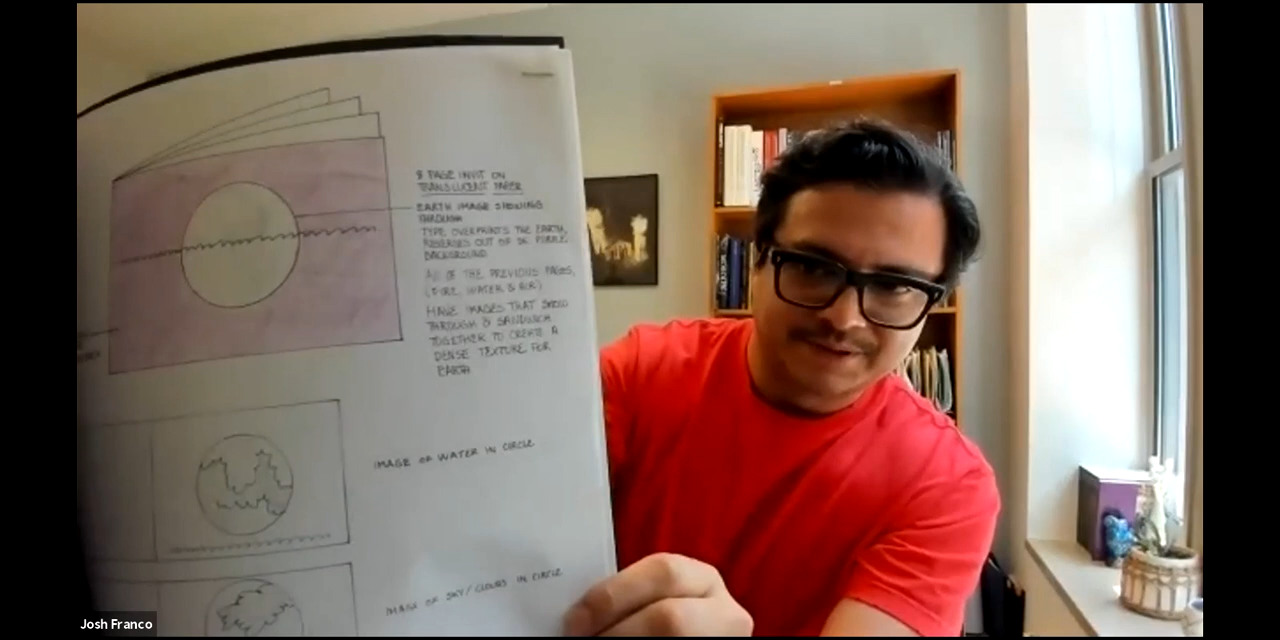 8 PAGE INVIT ON
TRANSLUCENT PAPER
EARTH IMAGE SHOWING
THROUGH
TYPE OVERPRINTS THE EARTH,
REVERSES OUT OF DK PURPLE
BACKGROUND
ALL OF THE PREVIOUS PAGES,
(FIRE, WATER & AIR)
HAVE IMAGES THAT SHOW
THROUGH & SANDWICH
TOGETHER TO CREATE A
DENSE TEXTURE FOR
EARTH
IMAGE OF WATER IN CIRCLE
IMAGE OF SKY/CLOUDS IN CIRCLE
Josh Franco